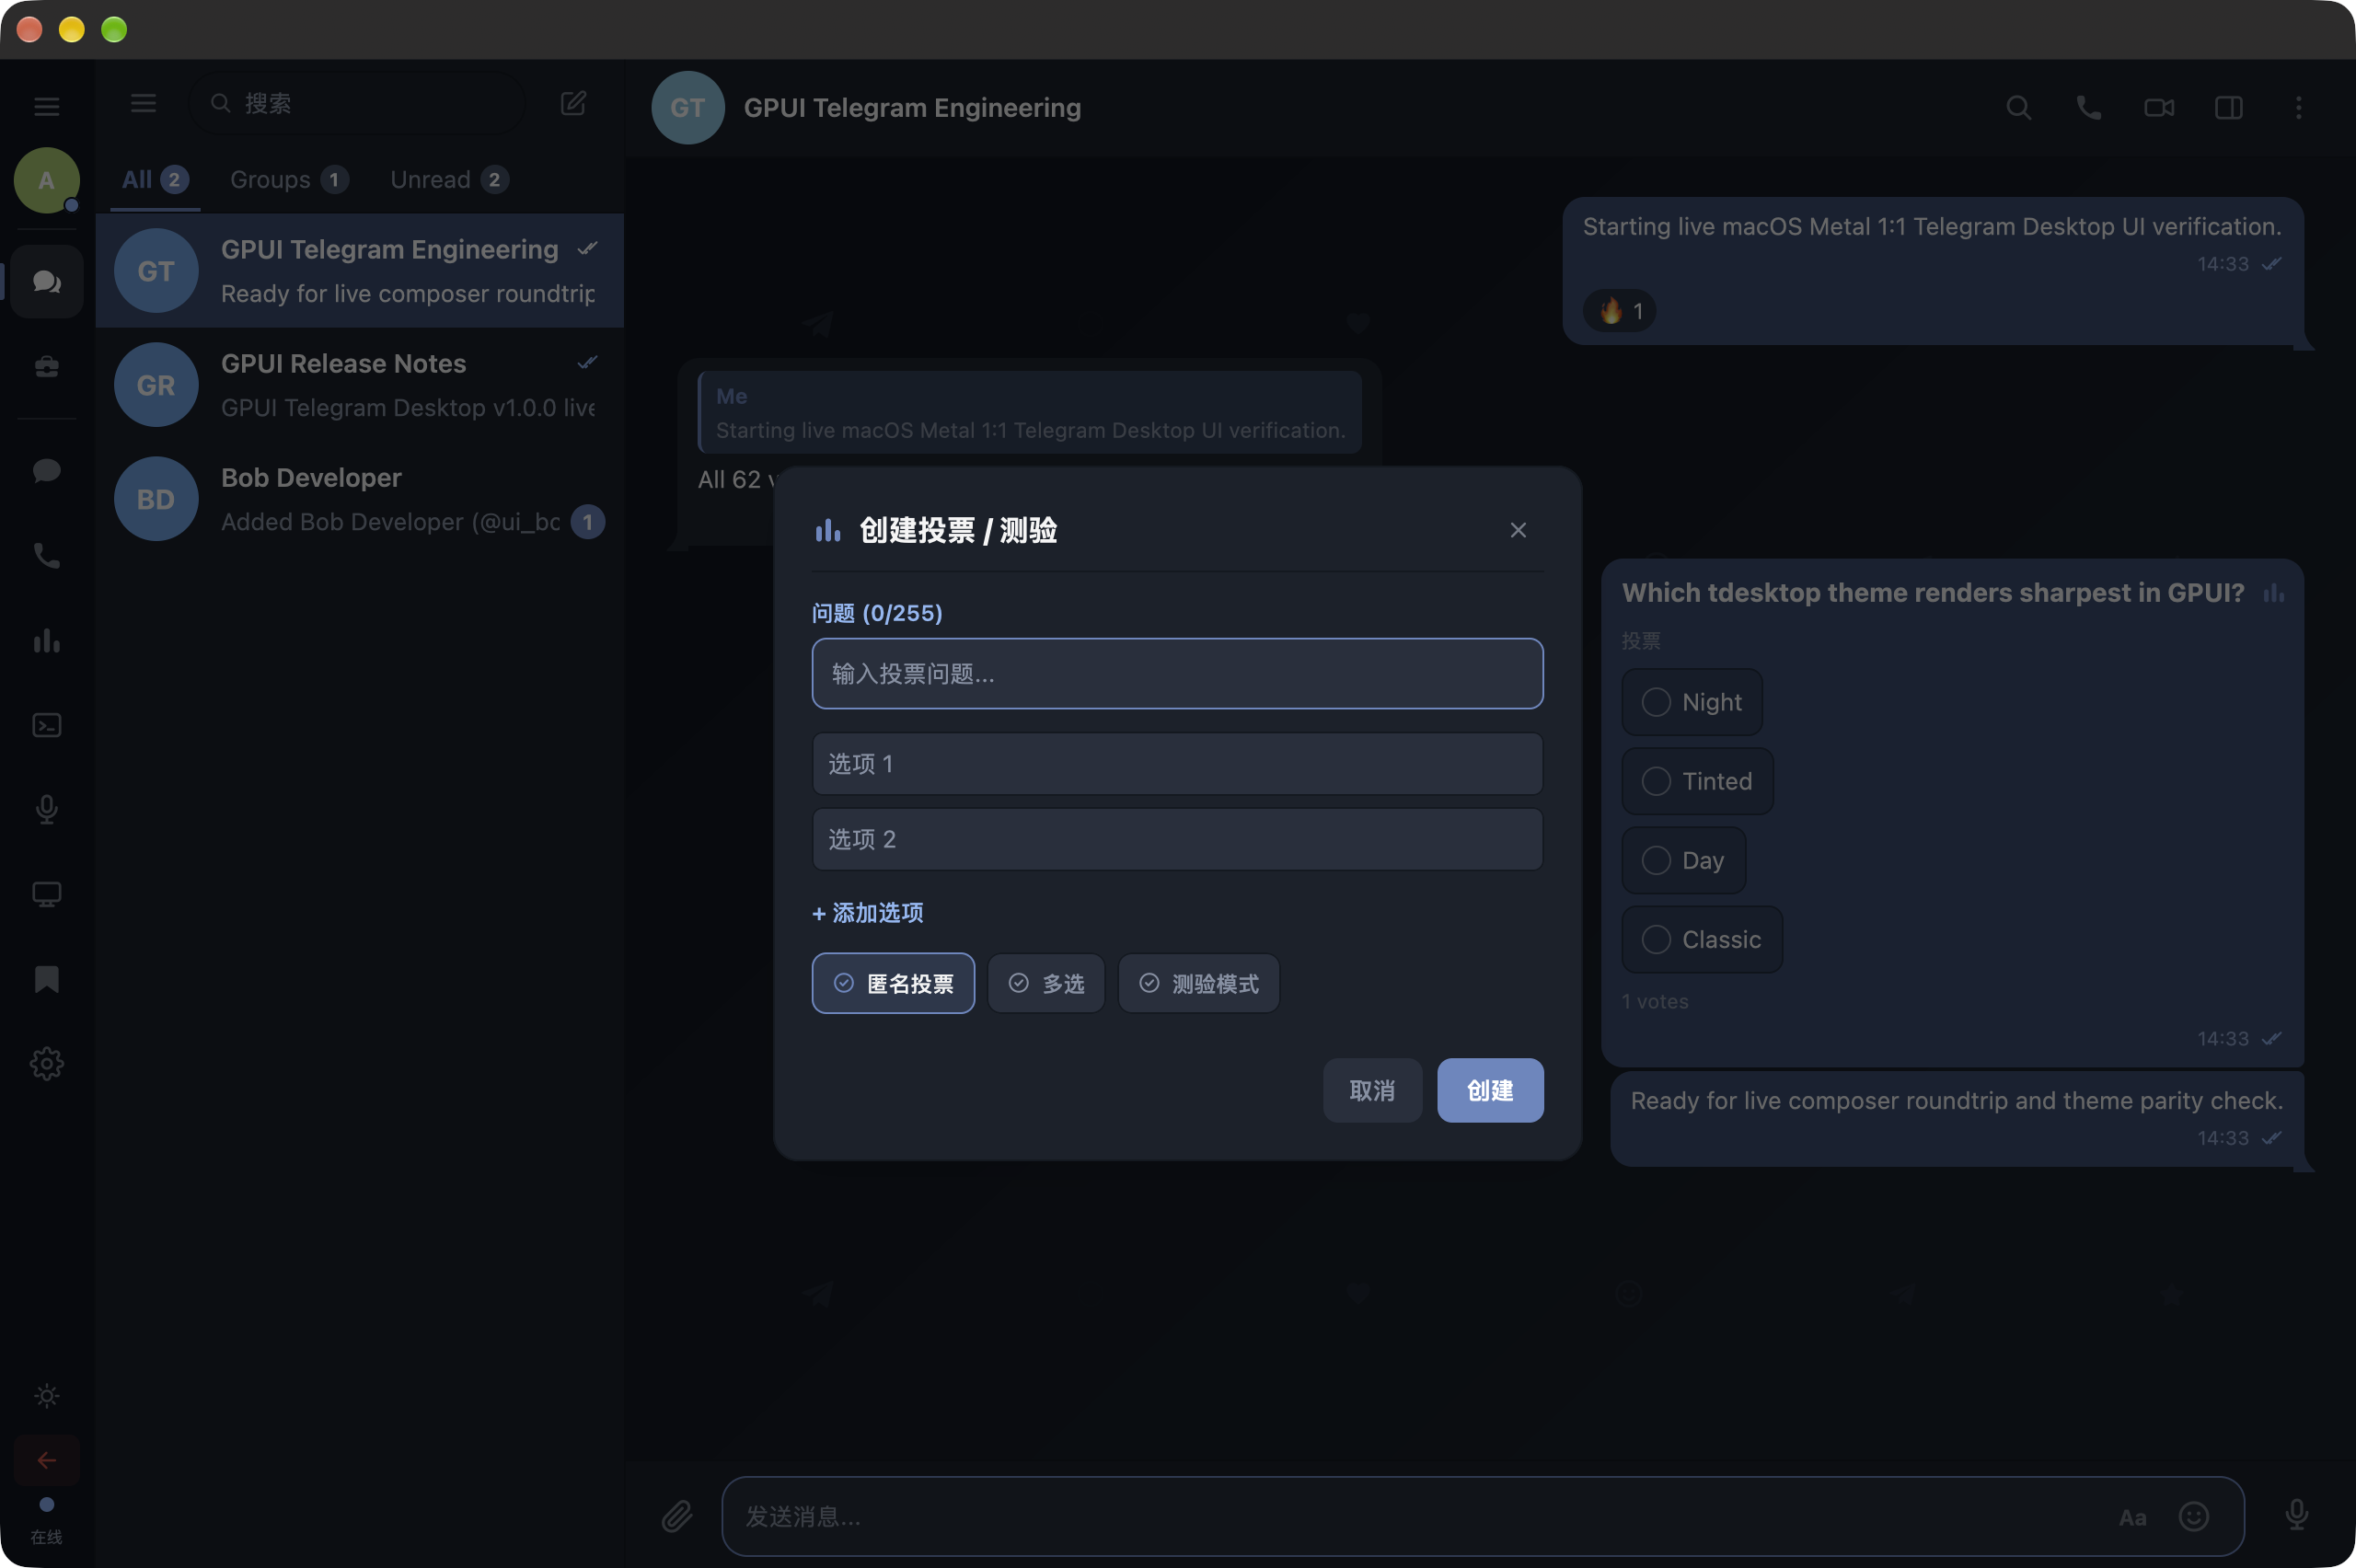 搜索
A
All 2
Groups 1
Unread 2
GT
GPUI Telegram Engineering
Ready for live composer roundtrip
GR
GPUI Release Notes
GPUI Telegram Desktop v1.0.0 live
BD
Bob Developer
Added Bob Developer (@ui_bo
1
在线
GT
GPUI Telegram Engineering
Starting live macOS Metal 1:1 Telegram Desktop UI verification.
14:33
🔥 1
Me
Starting live macOS Metal 1:1 Telegram Desktop UI verification.
All 62
创建投票 / 测验
问题 (0/255)
输入投票问题...
选项 1
选项 2
+ 添加选项
匿名投票
多选
测验模式
取消
创建
Which tdesktop theme renders sharpest in GPUI?
投票
Night
Tinted
Day
Classic
1 votes
14:33
Ready for live composer roundtrip and theme parity check.
14:33
发送消息...
Aa